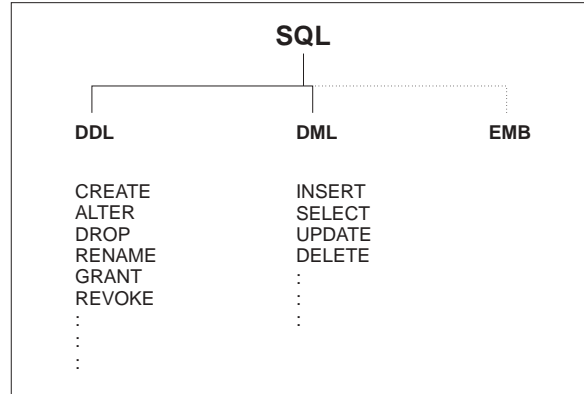 SQL
DDL
DML
EMB
CREATE
ALTER
DROP
RENAME
GRANT
REVOKE
:
:
:
INSERT
SELECT
UPDATE
DELETE
:
:
: